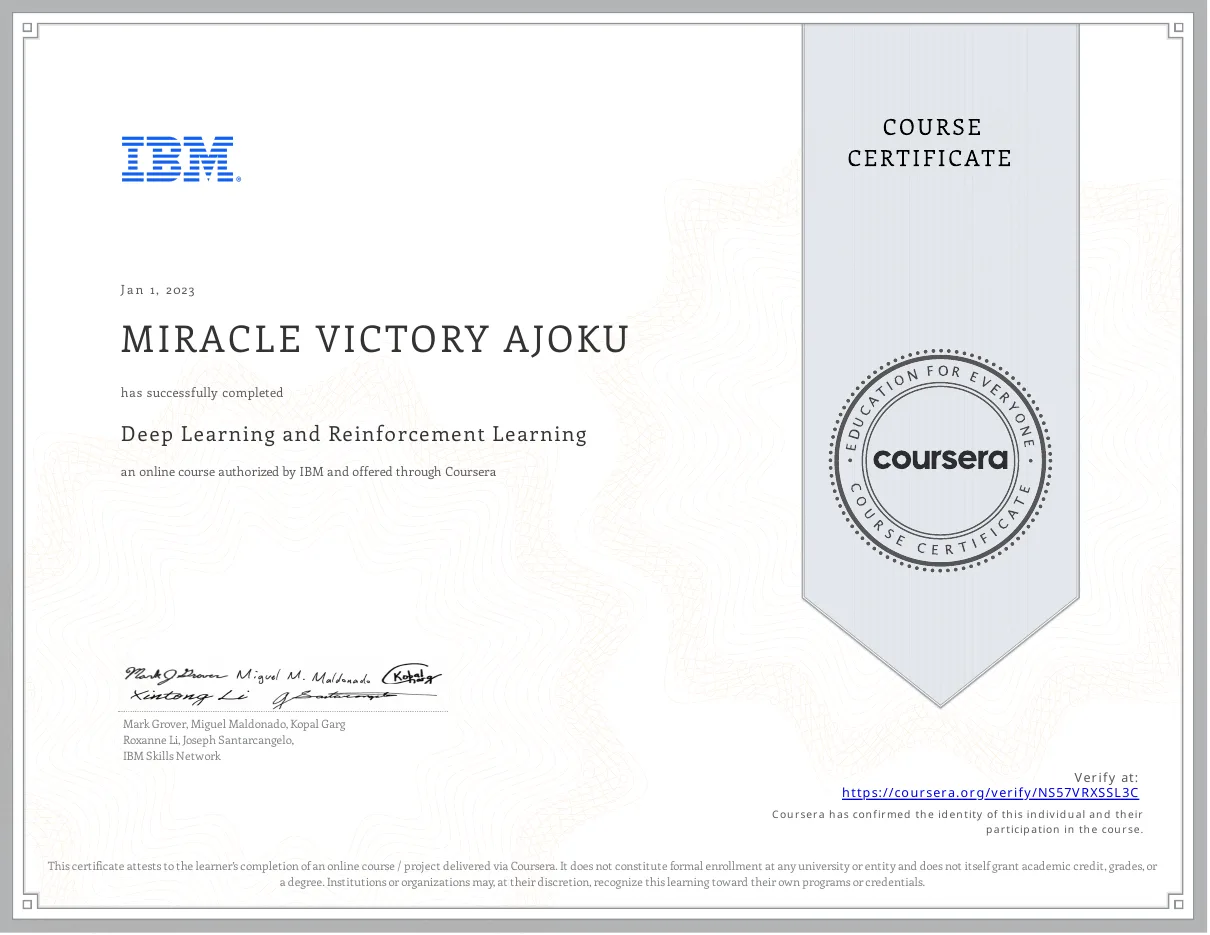 IBM®
COURSE
CERTIFICATE
Jan 1, 2023
MIRACLE VICTORY AJOKU
has successfully completed
Deep Learning and Reinforcement Learning
an online course authorized by IBM and offered through Coursera
EDUCATION FOR EVERYONE
coursera
COURSE CERTIFICATE
Mark J Grover Miguel M. Maldonado Kopal Garg
Xintong Li J Santarcangelo
Mark Grover, Miguel Maldonado, Kopal Garg
Roxanne Li, Joseph Santarcangelo,
IBM Skills Network
Verify at:
https://coursera.org/verify/NS57VRXSSL3C
Coursera has confirmed the identity of this individual and their
participation in the course.
This certificate attests to the learner's completion of an online course / project delivered via Coursera. It does not constitute formal enrollment at any university or entity and does not itself grant academic credit, grades, or
a degree. Institutions or organizations may, at their discretion, recognize this learning toward their own programs or credentials.